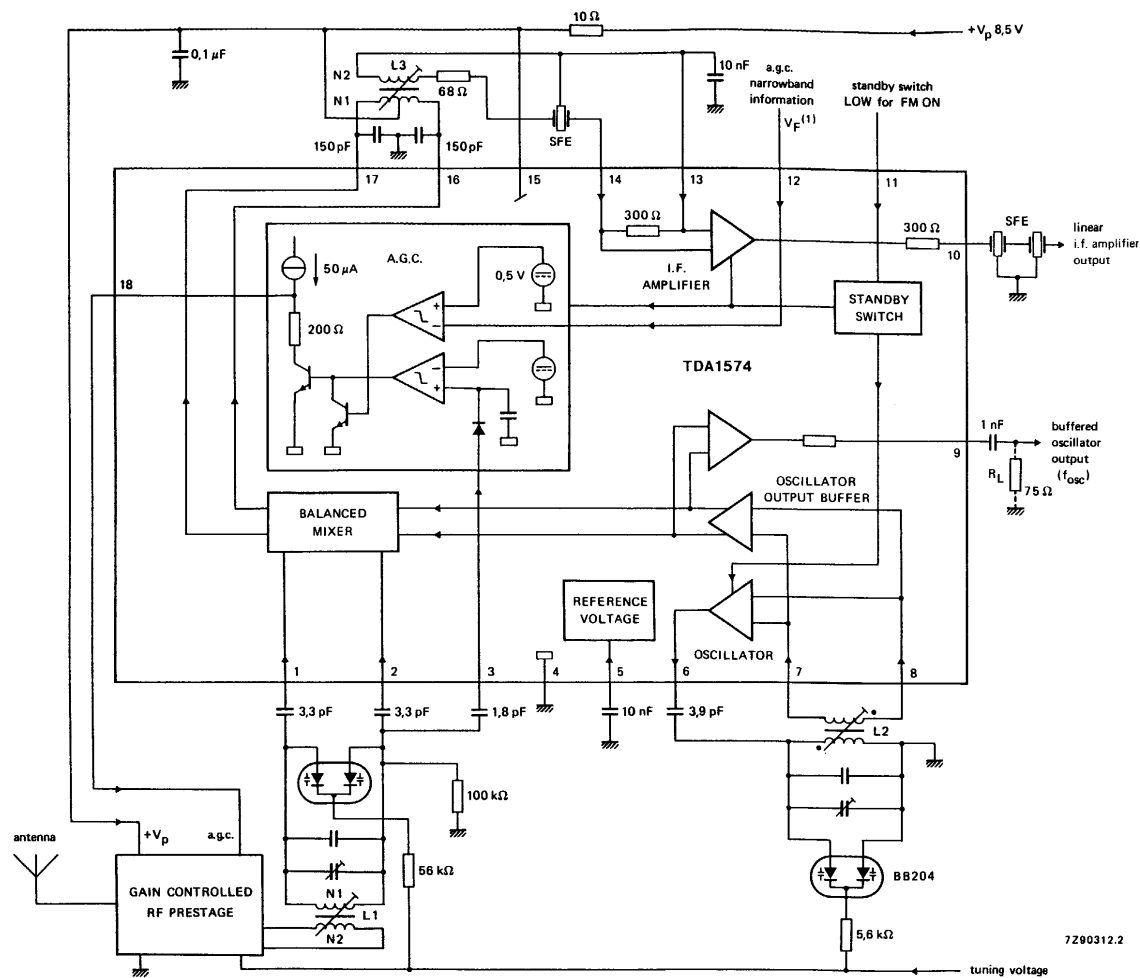 10 Ω
+Vp 8,5 V
0,1 μF
L3
N2
N1
68 Ω
SFE
10 nF
a.g.c.
narrowband
information
VF(1)
standby switch
LOW for FM ON
150 pF
150 pF
17
16
15
14
13
12
11
300 Ω
300 Ω
10
SFE
linear
i.f. amplifier
output
50 μA
A.G.C.
0,5 V
I.F.
AMPLIFIER
18
200 Ω
STANDBY
SWITCH
TDA1574
1 nF
9
buffered
oscillator
output
(fosc)
RL
75 Ω
OSCILLATOR
OUTPUT BUFFER
BALANCED
MIXER
REFERENCE
VOLTAGE
OSCILLATOR
1
2
3
4
5
6
7
8
3,3 pF
3,3 pF
1,8 pF
10 nF
3,9 pF
L2
100 kΩ
antenna
+Vp
a.g.c.
56 kΩ
BB204
GAIN CONTROLLED
RF PRESTAGE
N1
L1
N2
5,6 kΩ
7Z90312.2
tuning voltage